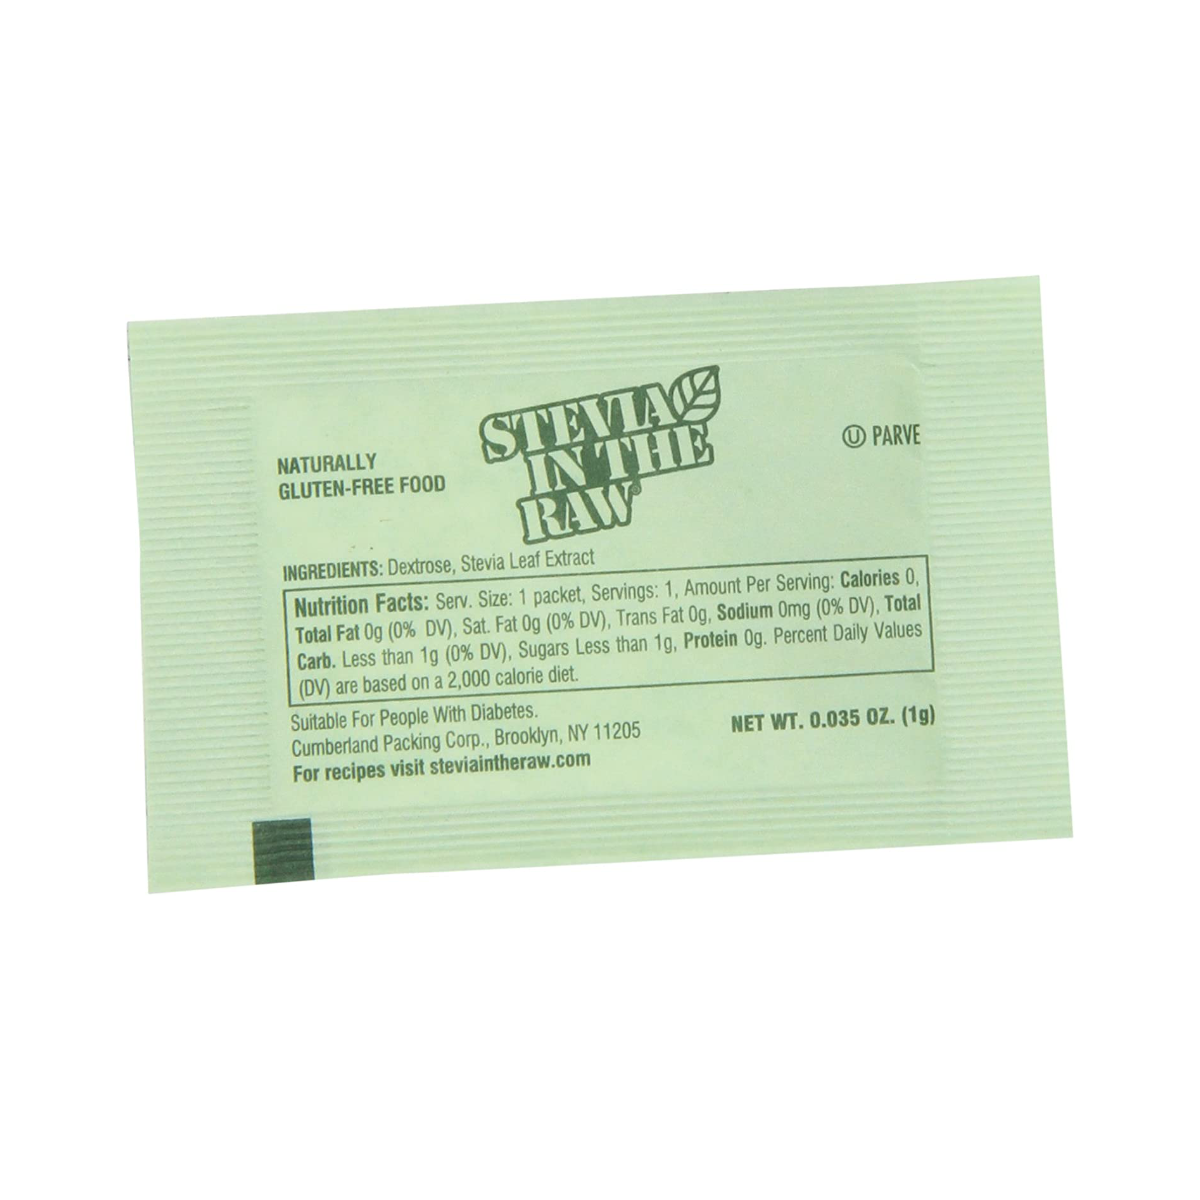 NATURALLY
GLUTEN-FREE FOOD
STEVIA
IN THE
RAW®
Ⓤ PARVE
INGREDIENTS: Dextrose, Stevia Leaf Extract
Nutrition Facts: Serv. Size: 1 packet, Servings: 1, Amount Per Serving: Calories 0,
Total Fat 0g (0% DV), Sat. Fat 0g (0% DV), Trans Fat 0g, Sodium 0mg (0% DV), Total
Carb. Less than 1g (0% DV), Sugars Less than 1g, Protein 0g. Percent Daily Values
(DV) are based on a 2,000 calorie diet.
Suitable For People With Diabetes.
Cumberland Packing Corp., Brooklyn, NY 11205
For recipes visit steviaintheraw.com
NET WT. 0.035 OZ. (1g)